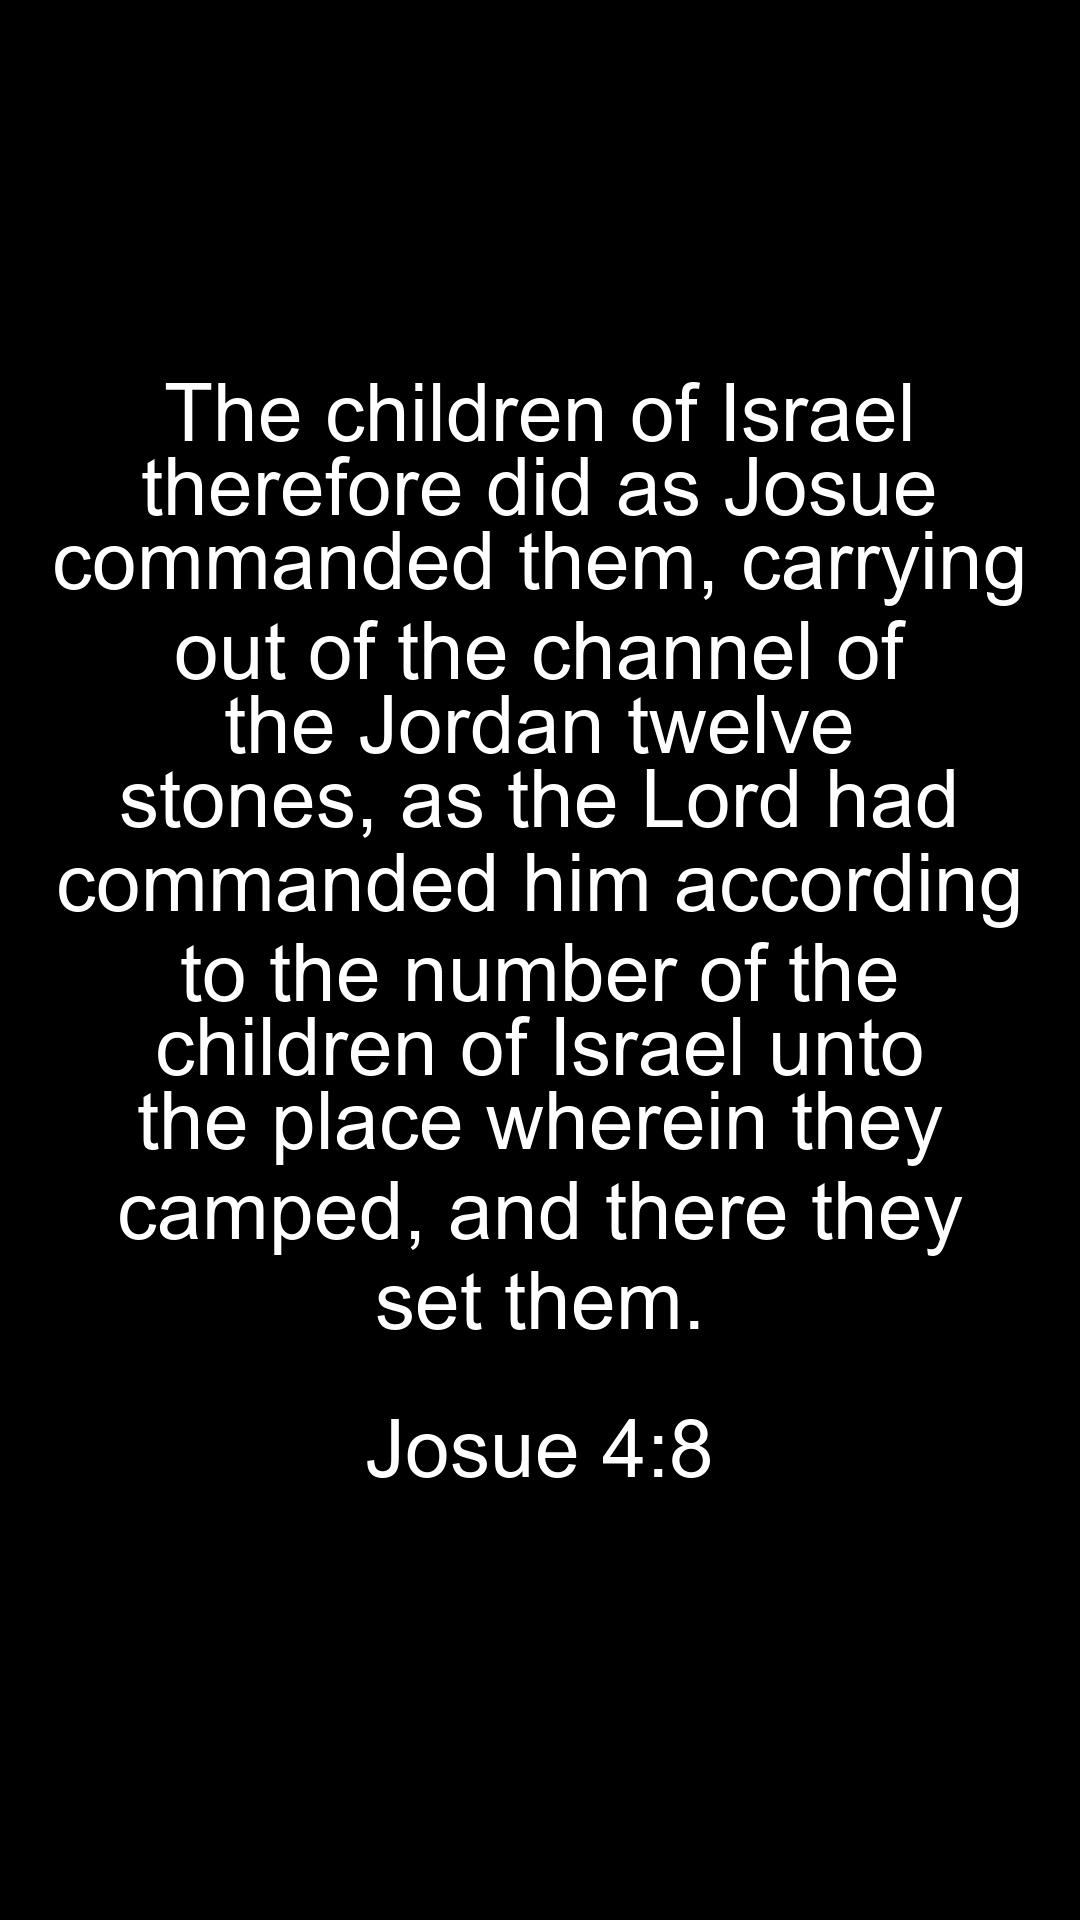 The children of Israel
therefore did as Josue
commanded them, carrying
out of the channel of
the Jordan twelve
stones, as the Lord had
commanded him according
to the number of the
children of Israel unto
the place wherein they
camped, and there they
set them.
Josue 4:8